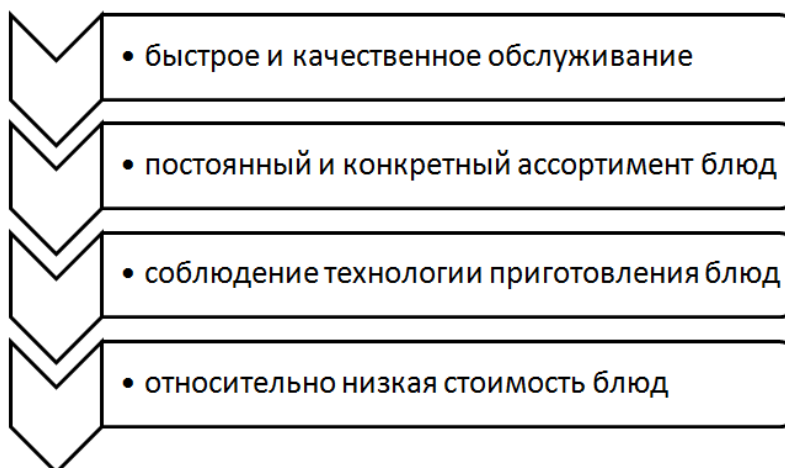 • быстрое и качественное обслуживание
• постоянный и конкретный ассортимент блюд
• соблюдение технологии приготовления блюд
• относительно низкая стоимость блюд